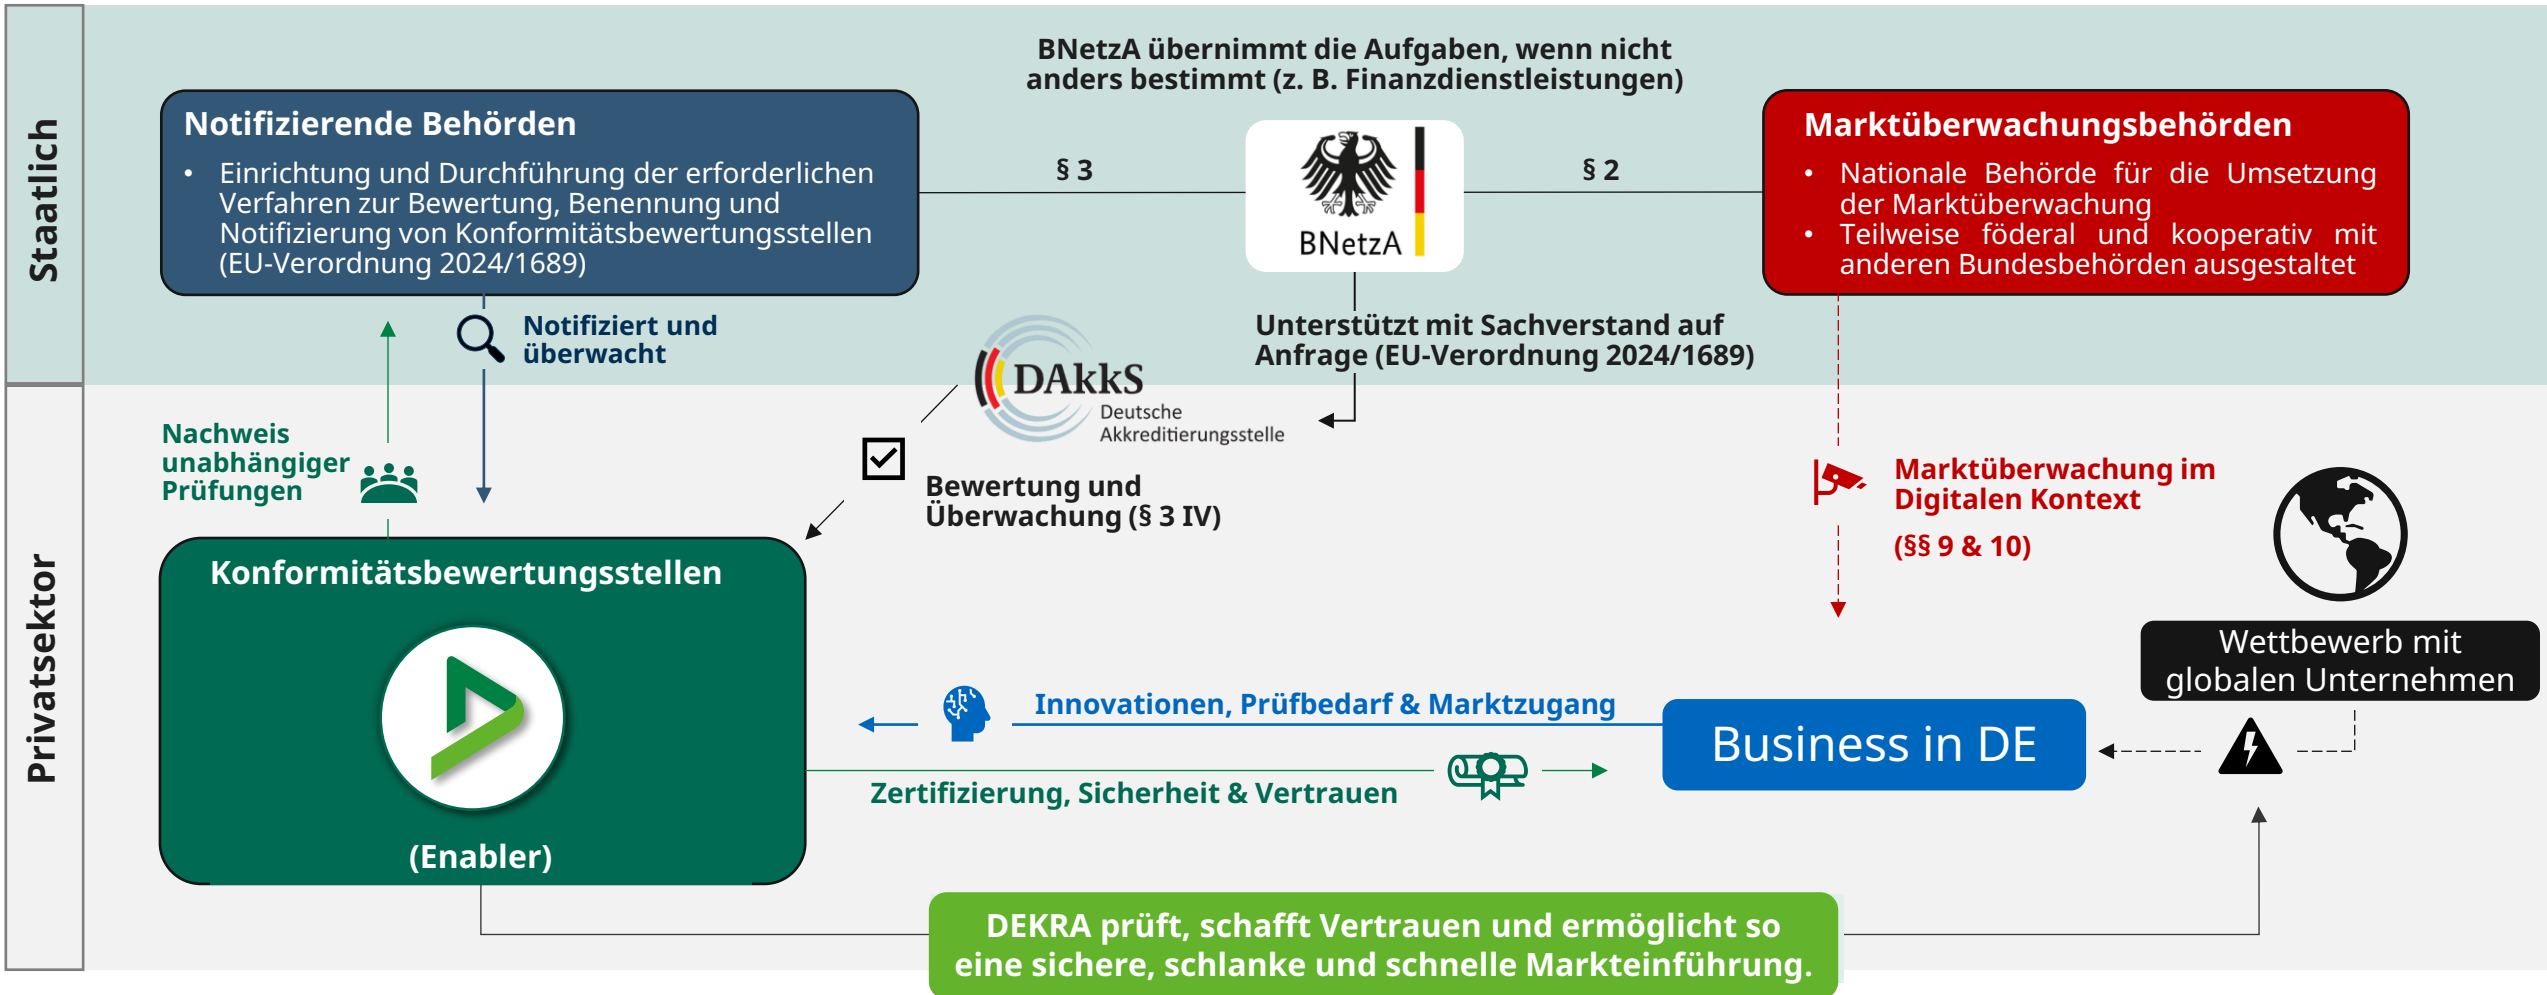 Staatlich
BNetzA übernimmt die Aufgaben, wenn nicht
anders bestimmt (z. B. Finanzdienstleistungen)
Notifizierende Behörden
• Einrichtung und Durchführung der erforderlichen
Verfahren zur Bewertung, Benennung und
Notifizierung von Konformitätsbewertungsstellen
(EU-Verordnung 2024/1689)
§ 3
BNetzA
§ 2
Marktüberwachungsbehörden
• Nationale Behörde für die Umsetzung
der Marktüberwachung
• Teilweise föderal und kooperativ mit
anderen Bundesbehörden ausgestaltet
Notifiziert und
überwacht
DAkkS
Deutsche
Akkreditierungsstelle
Unterstützt mit Sachverstand auf
Anfrage (EU-Verordnung 2024/1689)
Privatsektor
Nachweis
unabhängiger
Prüfungen
Bewertung und
Überwachung (§ 3 IV)
Marktüberwachung im
Digitalen Kontext
(§§ 9 & 10)
Konformitätsbewertungsstellen
(Enabler)
Wettbewerb mit
globalen Unternehmen
Innovationen, Prüfbedarf & Marktzugang
Business in DE
Zertifizierung, Sicherheit & Vertrauen
DEKRA prüft, schafft Vertrauen und ermöglicht so
eine sichere, schlanke und schnelle Markteinführung.